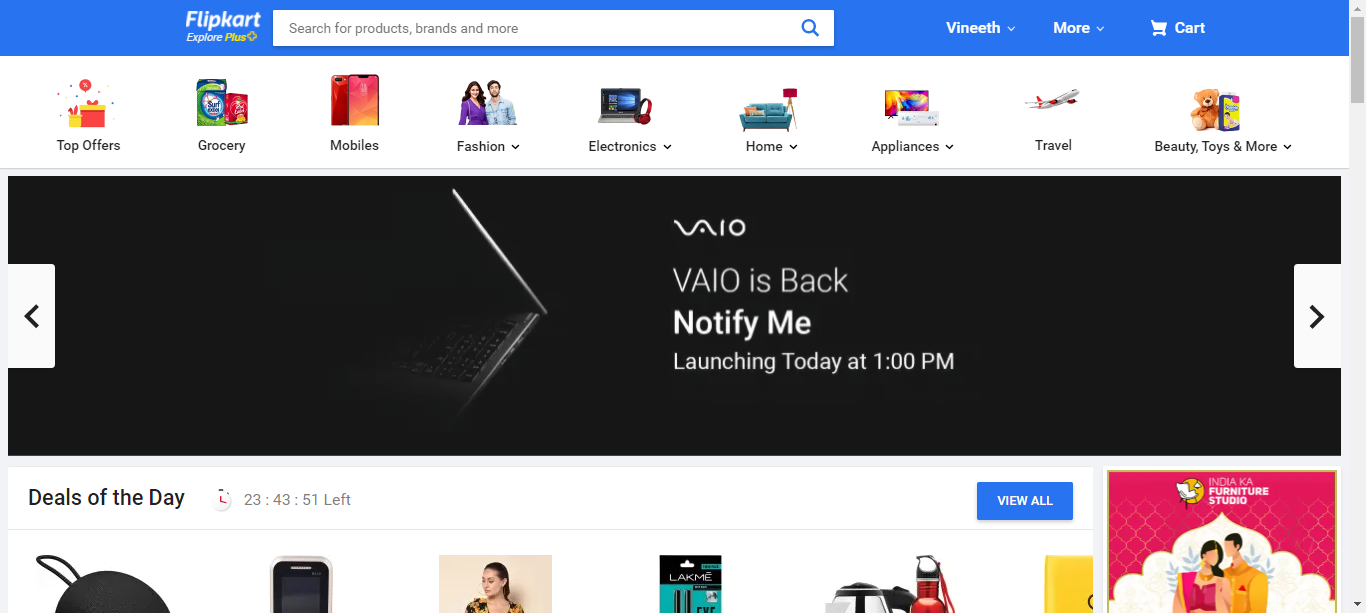 Flipkart
Explore Plus
Search for products, brands and more
Vineeth
More
Cart
Top Offers
Grocery
Mobiles
Fashion
Electronics
Home
Appliances
Travel
Beauty, Toys & More
VAIO
VAIO is Back
Notify Me
Launching Today at 1:00 PM
Deals of the Day
23 : 43 : 51 Left
VIEW ALL
INDIA KA
FURNITURE
STUDIO
LAKMÉ
EYE